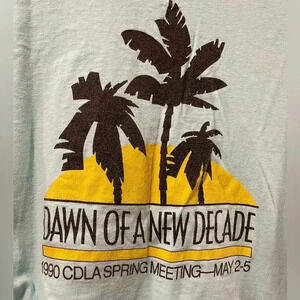 DAWN OF A NEW DECADE
1990 CDLA SPRING MEETING—MAY 2-5